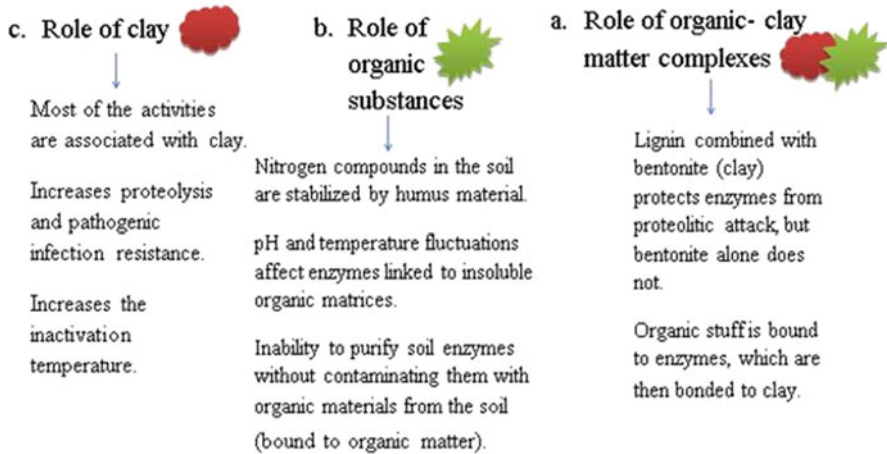 c. Role of clay
Most of the activities
are associated with clay.
Increases proteolysis
and pathogenic
infection resistance.
Increases the
inactivation
temperature.
b. Role of
organic
substances
Nitrogen compounds in the soil
are stabilized by humus material.
pH and temperature fluctuations
affect enzymes linked to insoluble
organic matrices.
Inability to purify soil enzymes
without contaminating them with
organic materials from the soil
(bound to organic matter).
a. Role of organic- clay
matter complexes
Lignin combined with
bentonite (clay)
protects enzymes from
proteolitic attack, but
bentonite alone does
not.
Organic stuff is bound
to enzymes, which are
then bonded to clay.